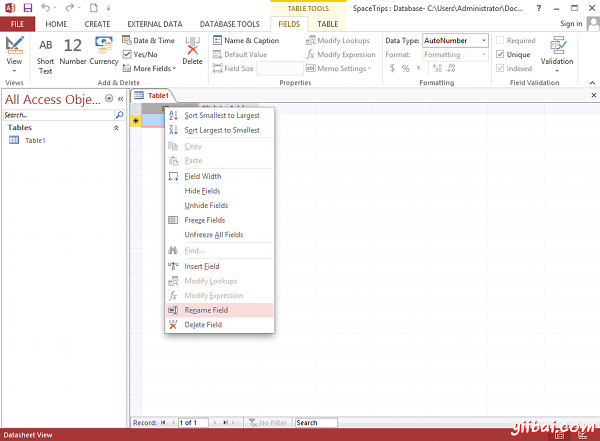 TABLE TOOLS
SpaceTrips : Database- C:\Users\Administrator\Doc...
Sign in
FILE
HOME
CREATE
EXTERNAL DATA
DATABASE TOOLS
FIELDS
TABLE
View
AB
Short Text
12
Number
Currency
Date & Time
Yes/No
More Fields
Delete
Name & Caption
Default Value
Field Size
Modify Lookups
Modify Expression
Memo Settings
Data Type: AutoNumber
Format: Formatting
$ % ,
Required
Unique
Indexed
Field Validation
Views
Add & Delete
Properties
Formatting
Field Validation
All Access Obje...
Search...
Tables
Table1
Table1
Sort Smallest to Largest
Sort Largest to Smallest
Copy
Paste
Field Width
Hide Fields
Unhide Fields
Freeze Fields
Unfreeze All Fields
Find...
Insert Field
Modify Lookups
Modify Expression
Rename Field
Delete Field
Record: 1 of 1 No Filter Search
Datasheet View
yiibai.com